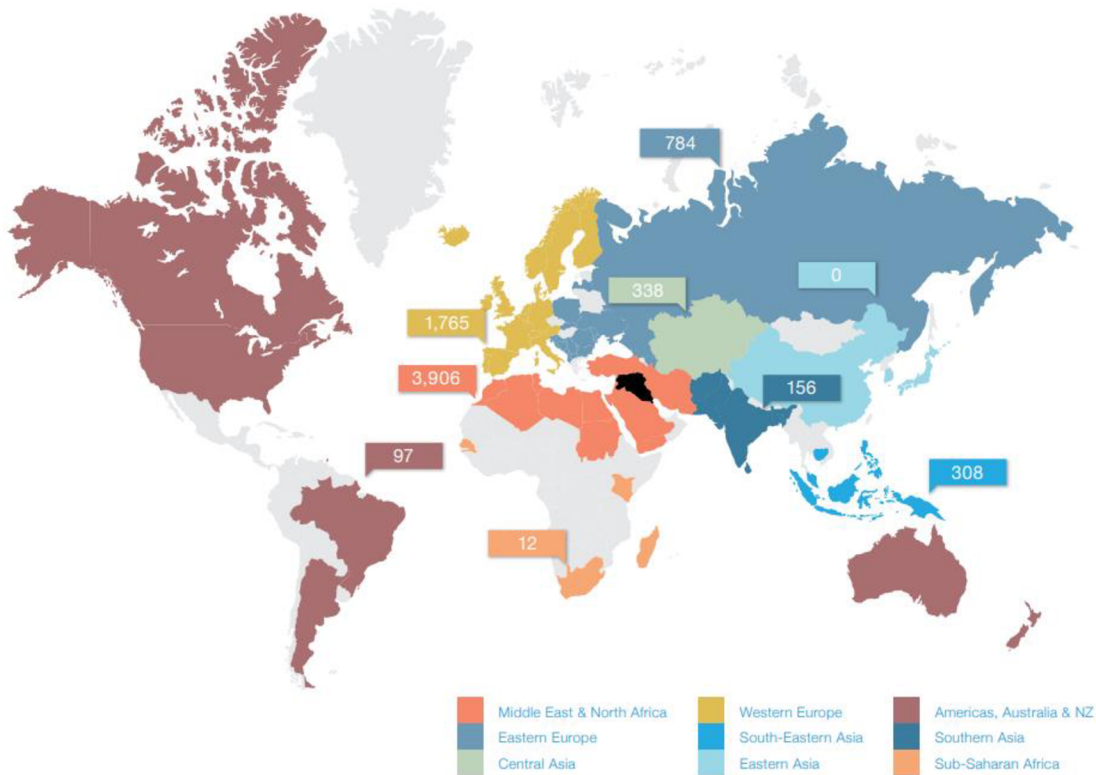 784
0
338
1,765
3,906
156
97
308
12
Middle East & North Africa
Western Europe
Americas, Australia & NZ
Eastern Europe
South-Eastern Asia
Southern Asia
Central Asia
Eastern Asia
Sub-Saharan Africa